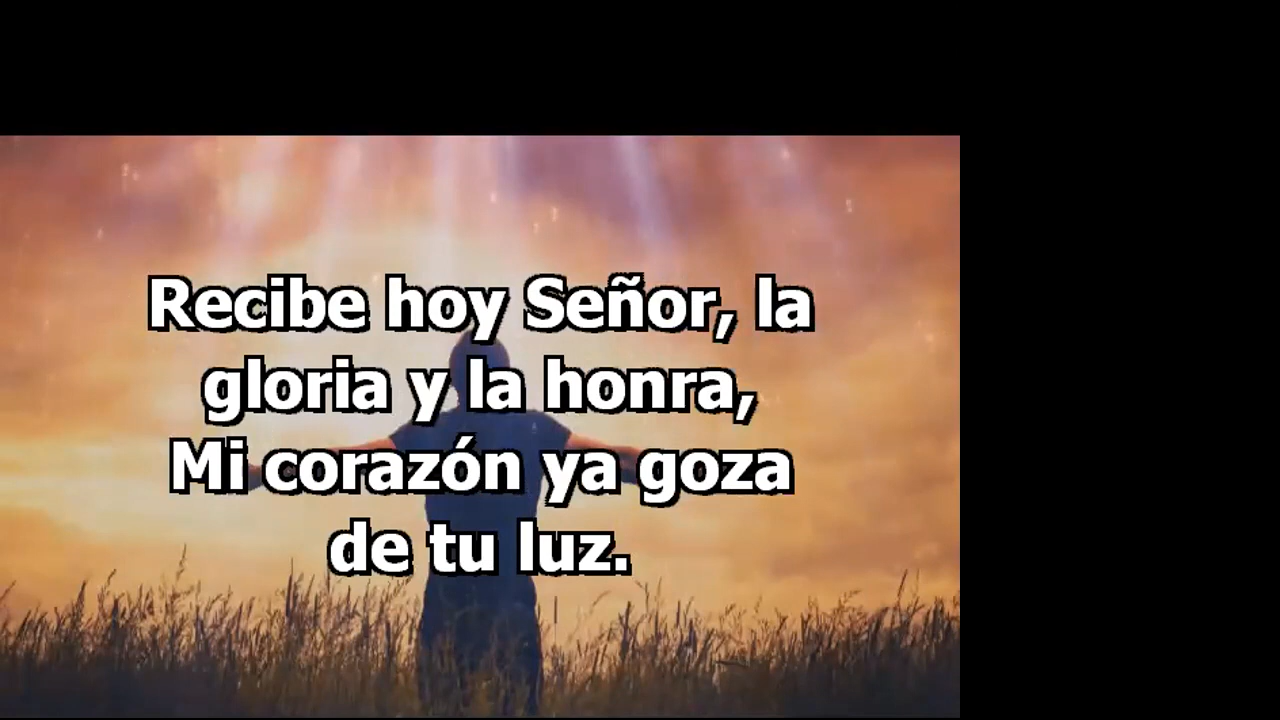 Recibe hoy Señor, la
gloria y la honra,
Mi corazón ya goza
de tu luz.